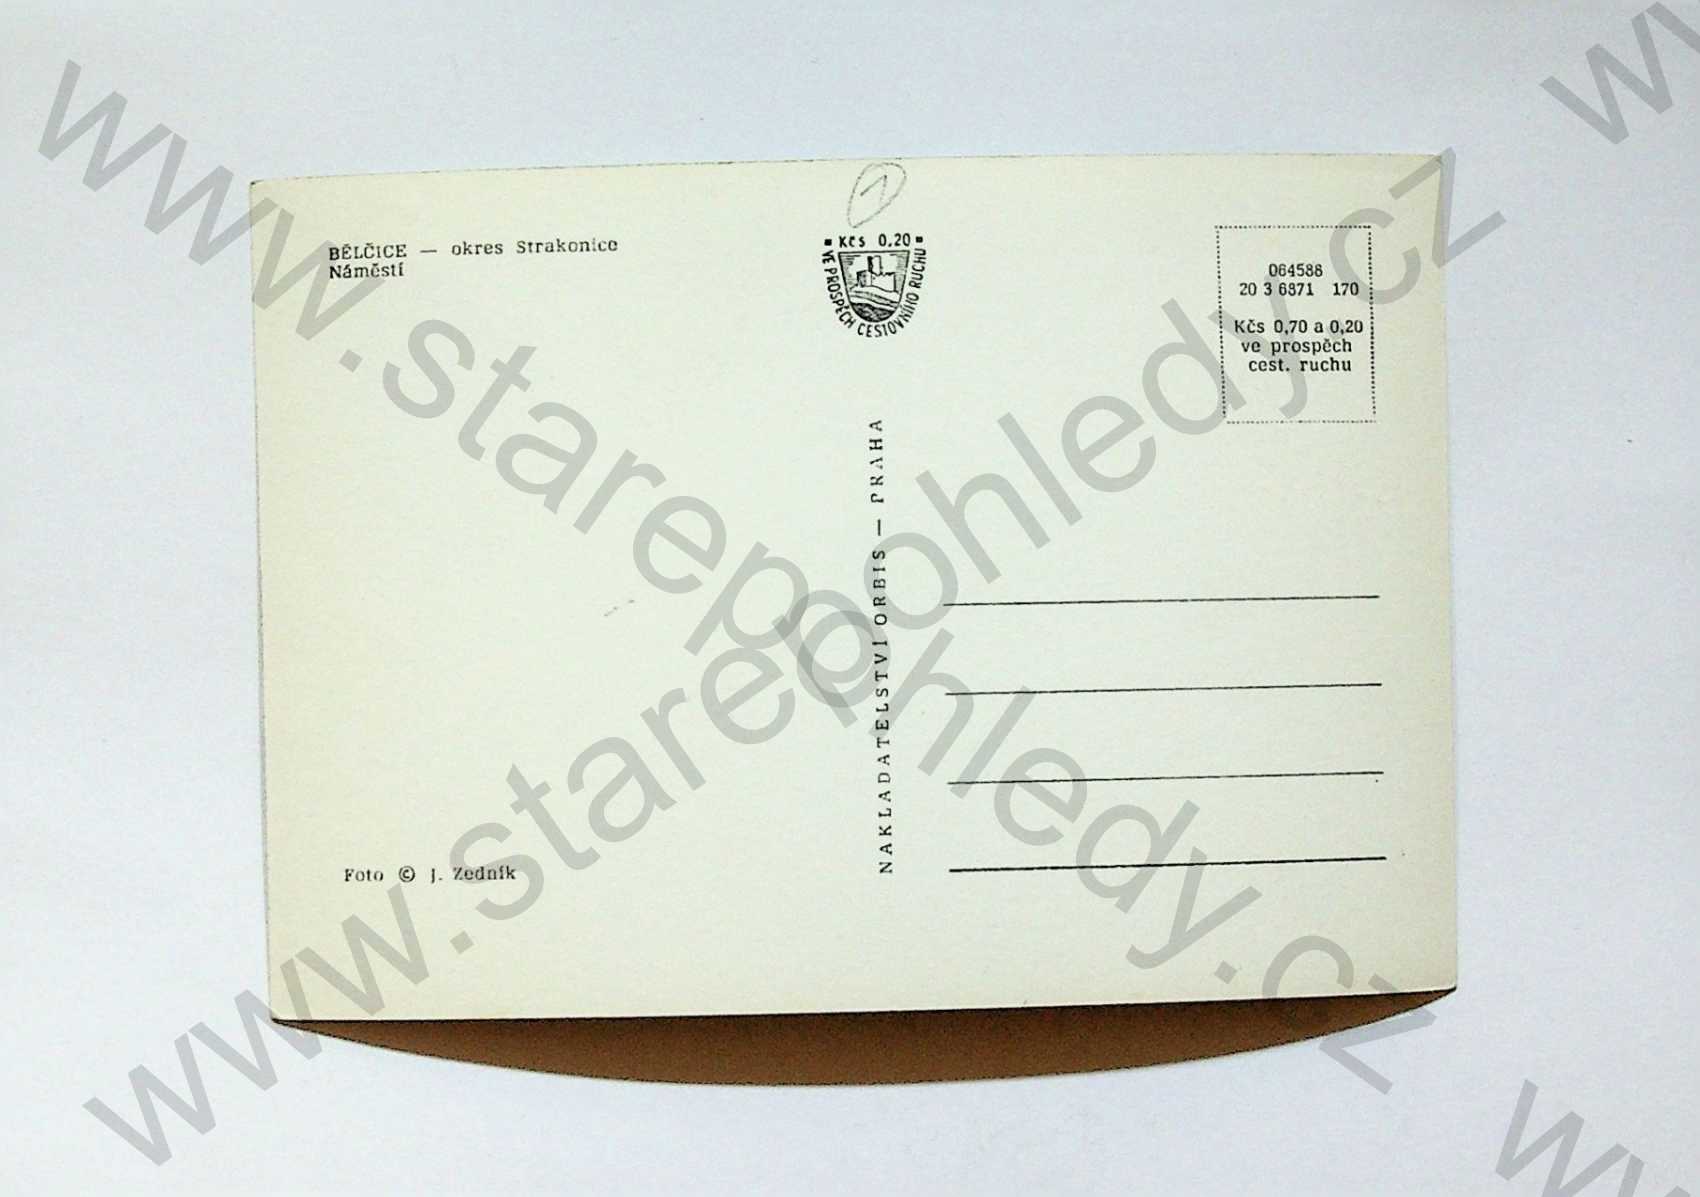 BĚLČICE — okres Strakonice
Náměstí
1
Kčs 0,20
VE PROSPĚCH CESTOVNÍHO RUCHU
064588
20 3 6871 170
Kčs 0,70 a 0,20
ve prospěch
cest. ruchu
NAKLADATELSTVÍ ORBIS — PRAHA
Foto © J. Zedník
www.starepohledy.cz
www.starepohledy.cz